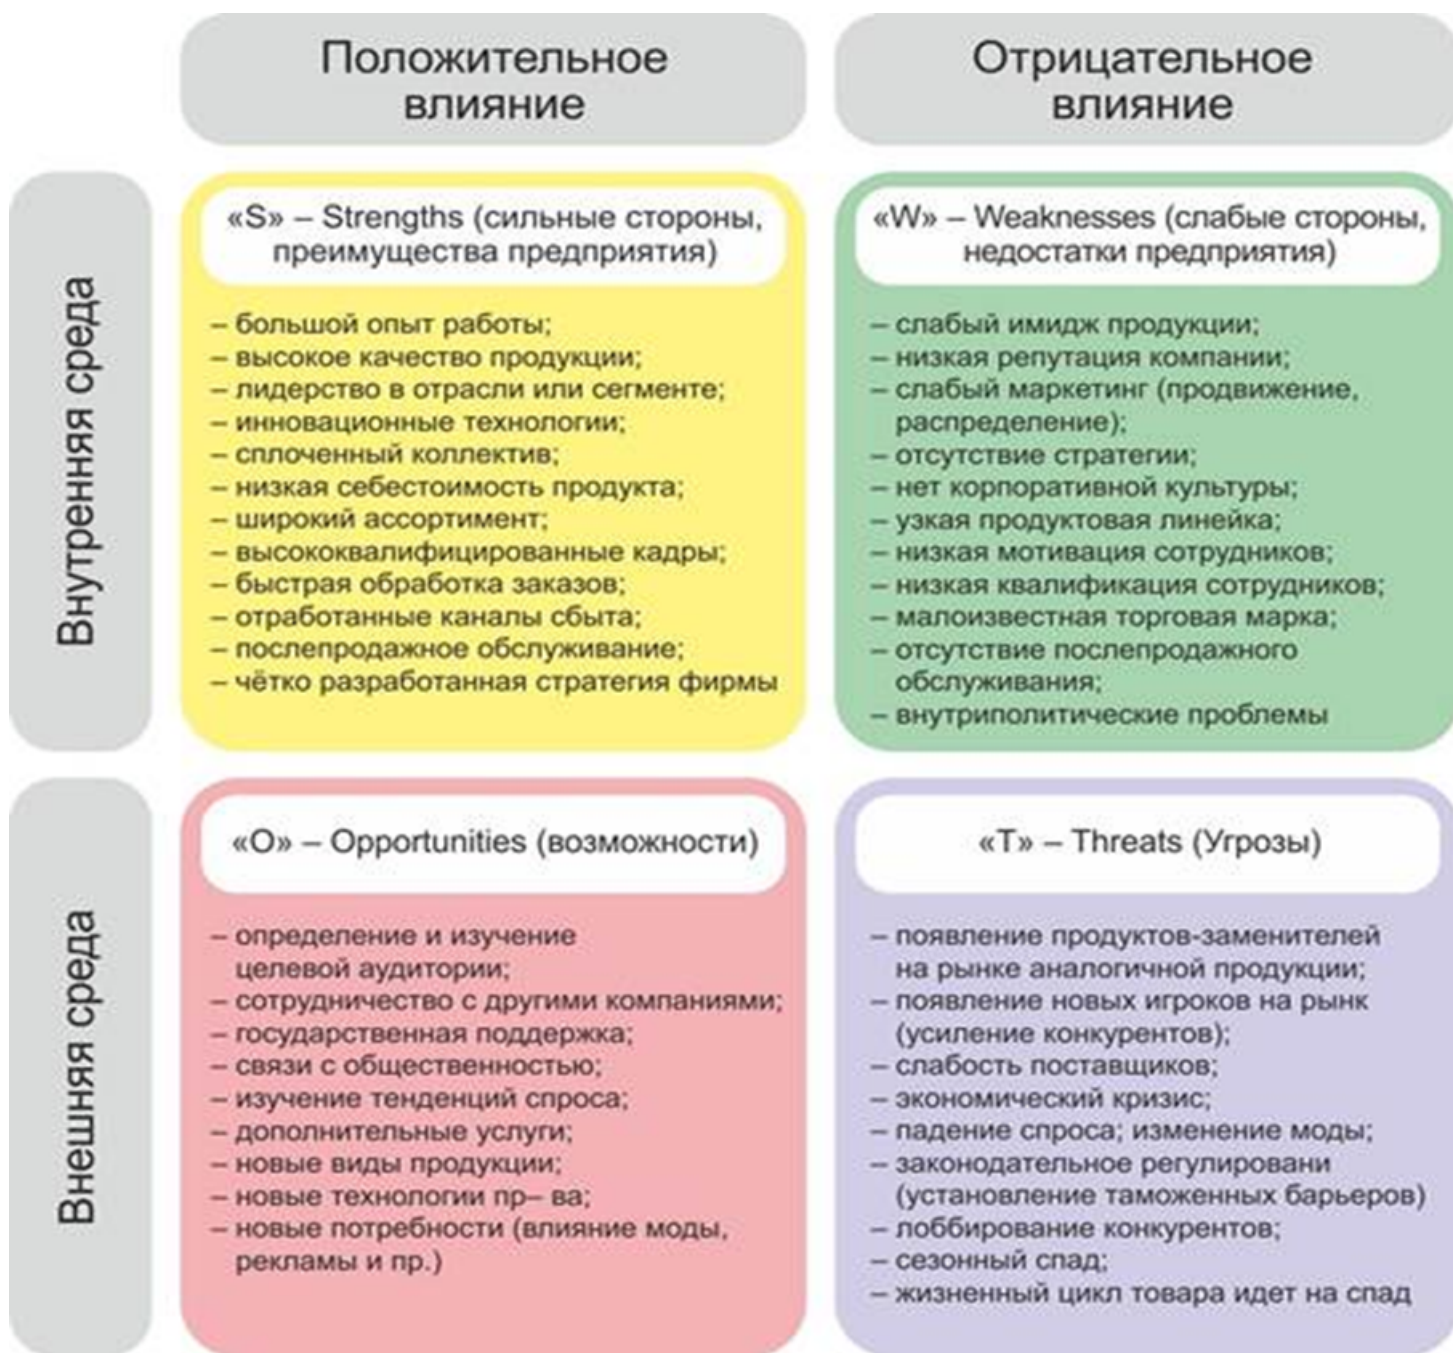 Положительное
влияние
Отрицательное
влияние
Внутренняя среда
«S» – Strengths (сильные стороны,
преимущества предприятия)
– большой опыт работы;
– высокое качество продукции;
– лидерство в отрасли или сегменте;
– инновационные технологии;
– сплоченный коллектив;
– низкая себестоимость продукта;
– широкий ассортимент;
– высококвалифицированные кадры;
– быстрая обработка заказов;
– отработанные каналы сбыта;
– послепродажное обслуживание;
– чётко разработанная стратегия фирмы
«W» – Weaknesses (слабые стороны,
недостатки предприятия)
– слабый имидж продукции;
– низкая репутация компании;
– слабый маркетинг (продвижение,
распределение);
– отсутствие стратегии;
– нет корпоративной культуры;
– узкая продуктовая линейка;
– низкая мотивация сотрудников;
– низкая квалификация сотрудников;
– малоизвестная торговая марка;
– отсутствие послепродажного
обслуживания;
– внутриполитические проблемы
Внешняя среда
«O» – Opportunities (возможности)
– определение и изучение
целевой аудитории;
– сотрудничество с другими компаниями;
– государственная поддержка;
– связи с общественностью;
– изучение тенденций спроса;
– дополнительные услуги;
– новые виды продукции;
– новые технологии пр– ва;
– новые потребности (влияние моды,
рекламы и пр.)
«T» – Threats (Угрозы)
– появление продуктов-заменителей
на рынке аналогичной продукции;
– появление новых игроков на рынк
(усиление конкурентов);
– слабость поставщиков;
– экономический кризис;
– падение спроса; изменение моды;
– законодательное регулировани
(установление таможенных барьеров)
– лоббирование конкурентов;
– сезонный спад;
– жизненный цикл товара идет на спад